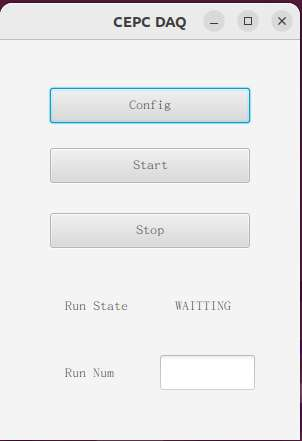 CEPC DAQ
Config
Start
Stop
Run State WAITTING
Run Num